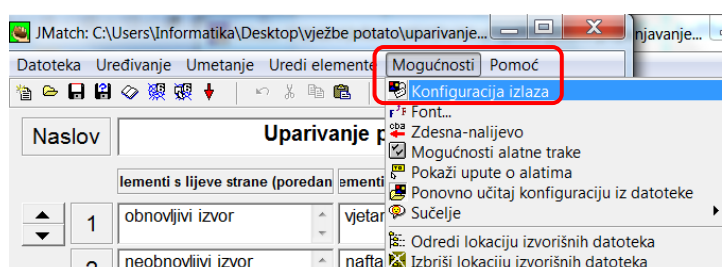 JMatch: C:\Users\Informatika\Desktop\vježbe potato\uparivanje... njavanje...
Datoteka Uređivanje Umetanje Uredi elemente Mogućnosti Pomoć
Konfiguracija izlaza
Font...
Zdesna-nalijevo
Naslov Uparivanje p
Mogućnosti alatne trake
Pokaži upute o alatima
lementi s lijeve strane (poredan ementi
Ponovno učitaj konfiguraciju iz datoteke
1 obnovljivi izvor vjetar
Sučelje
Odredi lokaciju izvorišnih datoteka
2 neobnovljivi izvor nafta
Izbriši lokaciju izvorišnih datoteka